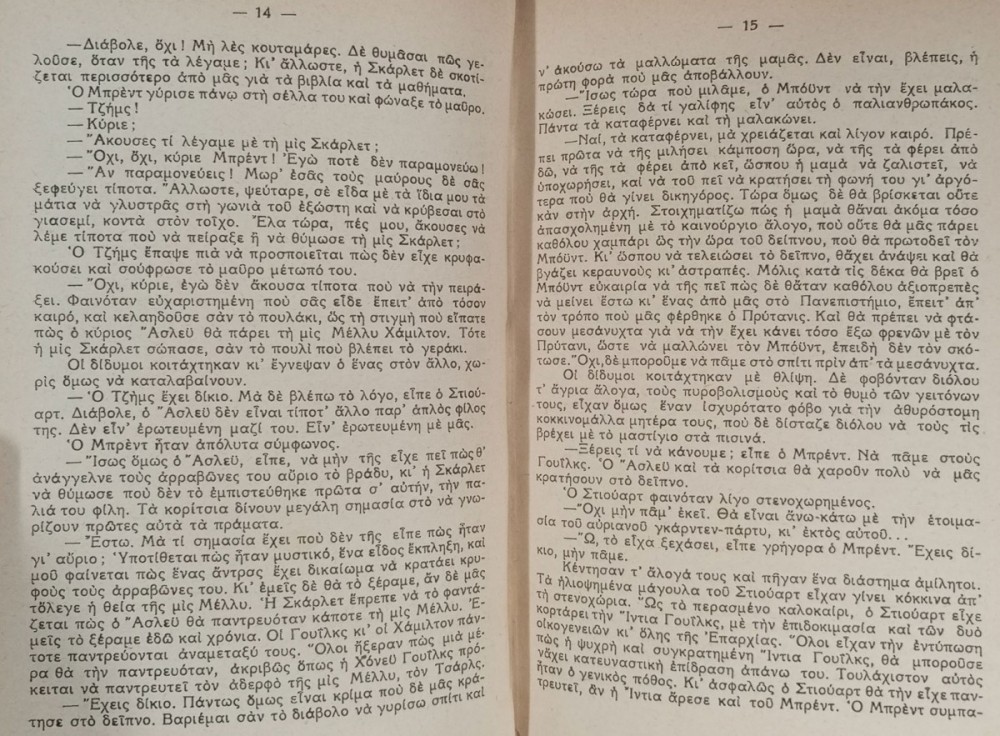 — 14 —
—Διάβολε, ὄχι! Μὴ λὲς κουταμάρες. Δὲ θυμᾶσαι πῶς γε-
λοῦσε, ὅταν τῆς τὰ λέγαμε; Κι' ἄλλωστε, ἡ Σκάρλετ δὲ σκοτί-
ζεται περισσότερο ἀπὸ μᾶς γιὰ τὰ βιβλία καὶ τὰ μαθήματα.
Ὁ Μπρὲντ γύρισε πάνω στὴ σέλλα του καὶ φώναξε τὸ μαῦρο.
— Τζήμς!
— Κύριε;
— Ἄκουσες τί λέγαμε μὲ τὴ μὶς Σκάρλετ;
— Ὄχι, ὄχι, κύριε Μπρέντ! Ἐγὼ ποτὲ δὲν παραμονεύω!
— Ἂν παραμονεύεις! Μωρ' ἐσᾶς τοὺς μαύρους δὲ σᾶς
ξεφεύγει τίποτα. Ἄλλωστε, ψεύταρε, σὲ εἶδα μὲ τὰ ἴδια μου τὰ
μάτια νὰ γλυστρᾶς στὴ γωνιὰ τοῦ ἐξώστη καὶ νὰ κρύβεσαι στὸ
γιασεμί, κοντὰ στὸν τοῖχο. Ἔλα τώρα, πές μου, ἄκουσες νὰ
λέμε τίποτα ποὺ νὰ πείραξε ἢ νὰ θύμωσε τὴ μὶς Σκάρλετ;
Ὁ Τζήμς ἔπαψε πιὰ νὰ προσποιεῖται πὼς δὲν εἶχε κρυφα-
κούσει καὶ σούφρωσε τὸ μαῦρο μέτωπό του.
— Ὄχι, κύριε, ἐγὼ δὲν ἄκουσα τίποτα ποὺ νὰ τὴν πειρά-
ξει. Φαινόταν εὐχαριστημένη ποὺ σᾶς εἶδε ἔπειτ' ἀπὸ τόσον
καιρό, καὶ κελαηδοῦσε σὰν τὸ πουλάκι, ὣς τὴ στιγμὴ ποὺ εἴπατε
πὼς ὁ κύριος Ἄσλεϋ θὰ πάρει τὴ μὶς Μέλλυ Χάμιλτον. Τότε
ἡ μὶς Σκάρλετ σώπασε, σὰν τὸ πουλὶ ποὺ βλέπει τὸ γεράκι.
Οἱ δίδυμοι κοιτάχτηκαν κι' ἔγνεψαν ὁ ἕνας στὸν ἄλλο, χω-
ρὶς ὅμως νὰ καταλαβαίνουν.
— Ὁ Τζήμς ἔχει δίκιο. Μὰ δὲ βλέπω τὸ λόγο, εἶπε ὁ Στιού-
αρτ. Διάβολε, ὁ Ἄσλεϋ δὲν εἶναι τίποτ' ἄλλο παρ' ἁπλὸς φίλος
της. Δὲν εἶν' ἐρωτευμένη μαζί του. Εἶν' ἐρωτευμένη μὲ μᾶς.
Ὁ Μπρὲντ ἦταν ἀπόλυτα σύμφωνος.
— Ἴσως ὅμως ὁ Ἄσλεϋ, εἶπε, νὰ μὴν τῆς εἶχε πεῖ πὼς θ'
ἀνάγγελνε τοὺς ἀρραβῶνες του αὔριο τὸ βράδυ, κι' ἡ Σκάρλετ
νὰ θύμωσε ποὺ δὲν τὸ ἐμπιστεύθηκε πρῶτα σ' αὐτήν, τὴν πα-
λιά του φίλη. Τὰ κορίτσια δίνουν μεγάλη σημασία στὸ νὰ γνω-
ρίζουν πρῶτες αὐτὰ τὰ πράματα.
— Ἔστω. Μὰ τί σημασία ἔχει ποὺ δὲν τῆς εἶπε πὼς ἦταν
γι' αὔριο; Ὑποτίθεται πὼς ἦταν μυστικό, ἕνα εἶδος ἔκπληξη, καὶ
μοῦ φαίνεται πὼς ἕνας ἄντρας ἔχει δικαίωμα νὰ κρατάει κρυ-
φοὺς τοὺς ἀρραβῶνες του. Κι' ἐμεῖς δὲ θὰ τὸ ξέραμε, ἂν δὲ μᾶς
τὄλεγε ἡ θεία τῆς μὶς Μέλλυ. Ἡ Σκάρλετ ἔπρεπε νὰ τὸ φαντά-
ζεται πὼς ὁ Ἄσλεϋ θὰ παντρευόταν κάποτε τὴ μὶς Μέλλυ. Ἐ-
μεῖς τὸ ξέραμε ἐδῶ καὶ χρόνια. Οἱ Γουΐλκς κι' οἱ Χάμιλτον πάν-
τοτε παντρεύονται ἀναμεταξύ τους. Ὅλοι ἤξεραν πὼς μιὰ μέ-
ρα θὰ τὴν παντρευόταν, ἀκριβῶς ὅπως ἡ Χόνεϋ Γουΐλκς πρό-
κειται νὰ παντρευτεῖ τὸν ἀδερφὸ τῆς μὶς Μέλλυ, τὸν Τσάρλς.
— Ἔχεις δίκιο. Πάντως ὅμως εἶναι κρίμα ποὺ δὲ μᾶς κρά-
τησε στὸ δεῖπνο. Βαριέμαι σὰν τὸ διάβολο νὰ γυρίσω σπίτι καὶ
— 15 —
ν' ἀκούσω τὰ μαλλώματα τῆς μαμᾶς. Δὲν εἶναι, βλέπεις, ἡ
πρώτη φορὰ ποὺ μᾶς ἀποβάλλουν.
—Ἴσως τώρα ποὺ μιλᾶμε, ὁ Μπόϋντ νὰ τὴν ἔχει μαλα-
κώσει. Ξέρεις δὰ τί γαλίφης εἶν' αὐτὸς ὁ παλιανθρωπάκος.
Πάντα τὰ καταφέρνει καὶ τὴ μαλακώνει.
—Ναί, τὰ καταφέρνει, μὰ χρειάζεται καὶ λίγον καιρό. Πρέ-
πει πρῶτα νὰ τῆς μιλήσει κάμποση ὥρα, νὰ τῆς τὰ φέρει ἀπὸ
δῶ, νὰ τῆς τὰ φέρει ἀπὸ κεῖ, ὥσπου ἡ μαμὰ νὰ ζαλιστεῖ, νὰ
ὑποχωρήσει, καὶ νὰ τοῦ πεῖ νὰ κρατήσει τὴ φωνή του γι' ἀργό-
τερα ποὺ θὰ γίνει δικηγόρος. Τώρα ὅμως δὲ θὰ βρίσκεται οὔτε
κἂν στὴν ἀρχή. Στοιχηματίζω πὼς ἡ μαμὰ θἆναι ἀκόμα τόσο
ἀπασχολημένη μὲ τὸ καινούργιο ἄλογο, ποὺ οὔτε θὰ μᾶς πάρει
καθόλου χαμπάρι ὣς τὴν ὥρα τοῦ δείπνου, ποὺ θὰ πρωτοδεῖ τὸν
Μπόϋντ. Κι' ὥσπου νὰ τελειώσει τὸ δεῖπνο, θἄχει ἀνάψει καὶ θὰ
βγάζει κεραυνοὺς κι' ἀστραπές. Μόλις κατὰ τὶς δέκα θὰ βρεῖ ὁ
Μπόϋντ εὐκαιρία νὰ τῆς πεῖ πὼς δὲ θἄταν καθόλου ἀξιοπρεπὲς
νὰ μείνει ἔστω κι' ἕνας ἀπὸ μᾶς στὸ Πανεπιστήμιο, ἔπειτ' ἀπ'
τὸν τρόπο ποὺ μᾶς φέρθηκε ὁ Πρύτανις. Καὶ θὰ πρέπει νὰ φτά-
σουν μεσάνυχτα γιὰ νὰ τὴν ἔχει κάνει τόσο ἔξω φρενῶν μὲ τὸν
Πρύτανι, ὥστε νὰ μαλλώνει τὸν Μπόϋντ, ἐπειδὴ δὲν τὸν σκό-
τωσε. Ὄχι, δὲ μποροῦμε νὰ πᾶμε στὸ σπίτι πρὶν ἀπ' τὰ μεσάνυχτα.
Οἱ δίδυμοι κοιτάχτηκαν μὲ θλίψη. Δὲ φοβόνταν διόλου
τ' ἄγρια ἄλογα, τοὺς πυροβολισμοὺς καὶ τὸ θυμὸ τῶν γειτόνων
τους, εἶχαν ὅμως ἕναν ἰσχυρότατο φόβο γιὰ τὴν ἀθυρόστομη
κοκκινομάλλα μητέρα τους, ποὺ δὲ δίσταζε διόλου νὰ τοὺς τὶς
βρέχει μὲ τὸ μαστίγιο στὰ πισινά.
—Ξέρεις τί νὰ κάνουμε; εἶπε ὁ Μπρέντ. Νὰ πᾶμε στοὺς
Γουΐλκς. Ὁ Ἄσλεϋ καὶ τὰ κορίτσια θὰ χαροῦν πολὺ νὰ μᾶς
κρατήσουν στὸ δεῖπνο.
Ὁ Στιούαρτ φαινόταν λίγο στενοχωρημένος.
—Ὄχι μὴν πᾶμ' ἐκεῖ. Θὰ εἶναι ἄνω-κάτω μὲ τὴν ἑτοιμα-
σία τοῦ αὐριανοῦ γκάρντεν-πάρτυ, κι' ἐκτὸς αὐτοῦ...
—Ὤ, τὸ εἶχα ξεχάσει, εἶπε γρήγορα ὁ Μπρέντ. Ἔχεις δί-
κιο, μὴν πᾶμε.
Κέντησαν τ' ἄλογά τους καὶ πῆγαν ἕνα διάστημα ἀμίλητοι.
Τὰ ἡλιοψημένα μάγουλα τοῦ Στιούαρτ εἶχαν γίνει κόκκινα ἀπ'
τὴ στενοχώρια. Ὣς τὸ περασμένο καλοκαίρι, ὁ Στιούαρτ εἶχε
κορτάρει τὴν Ἴντια Γουΐλκς, μὲ τὴν ἐπιδοκιμασία καὶ τῶν δυὸ
οἰκογενειῶν κι' ὅλης τῆς Ἐπαρχίας. Ὅλοι εἶχαν τὴν ἐντύπωση
πὼς ἡ ψυχρὴ καὶ συγκρατημένη Ἴντια Γουΐλκς, θὰ μποροῦσε
νἄχει κατευναστικὴ ἐπίδραση ἀπάνω του. Τουλάχιστον αὐτὸς
ἦταν ὁ γενικὸς πόθος. Κι' ἀσφαλῶς ὁ Στιούαρτ θὰ τὴν εἶχε παν-
τρευτεῖ, ἂν ἡ Ἴντια ἄρεσε καὶ τοῦ Μπρέντ. Ὁ Μπρὲντ συμπα-